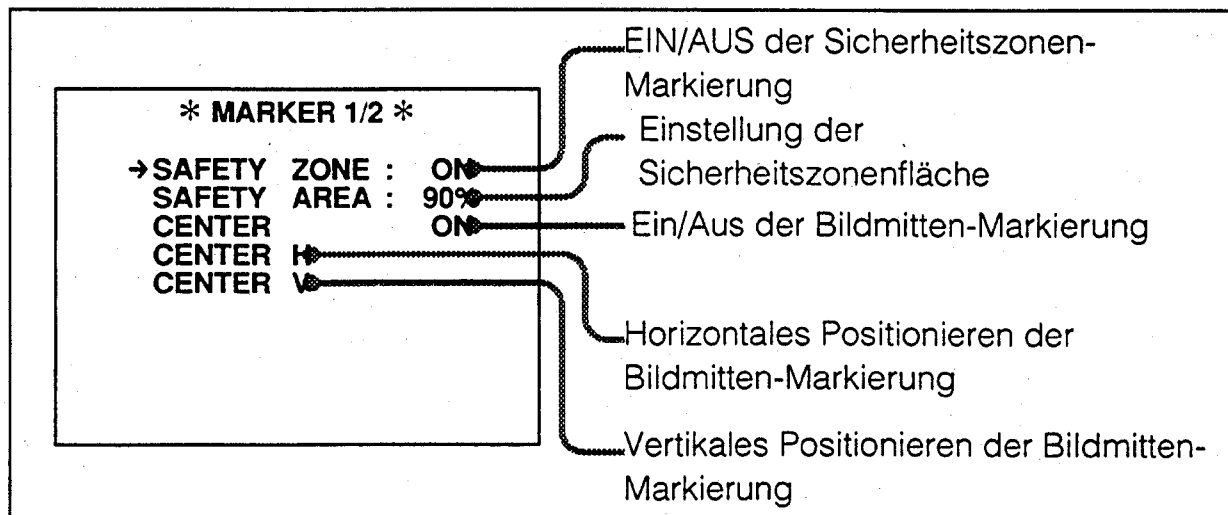 * MARKER 1/2 *
→SAFETY ZONE : ON
SAFETY AREA : 90%
CENTER ON
CENTER H
CENTER V
EIN/AUS der Sicherheitszonen-
Markierung
Einstellung der
Sicherheitszonenfläche
Ein/Aus der Bildmitten-Markierung
Horizontales Positionieren der
Bildmitten-Markierung
Vertikales Positionieren der Bildmitten-
Markierung